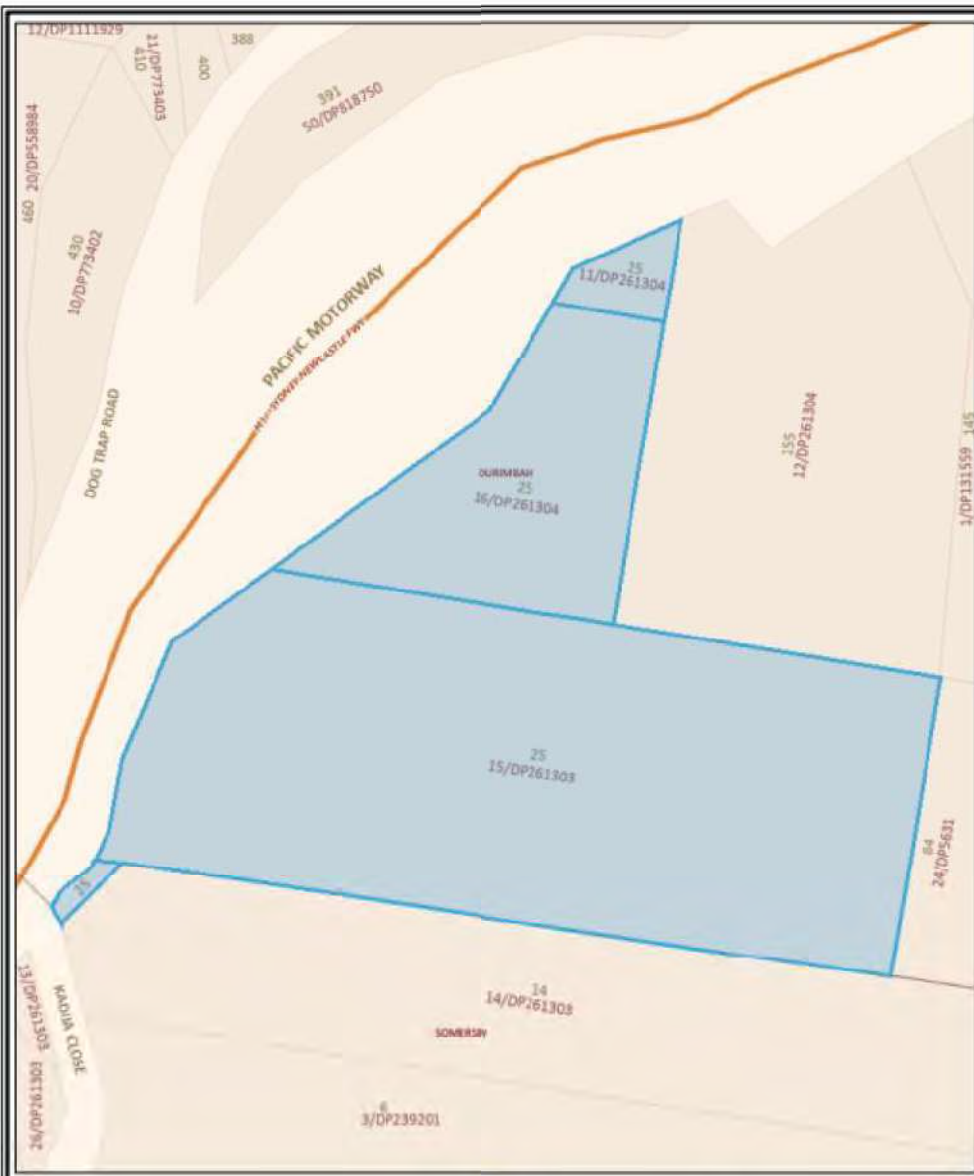 12/DP1111929
21/DP773403
410
400
388
391
50/DP818750
460 20/DP558984
430
10/DP773402
PACIFIC MOTORWAY
DOG TRAP ROAD
25
11/DP261304
155
12/DP261304
1/DP131559 145
OURIMBAH
25
16/DP261304
25
15/DP261303
84
24/DP5631
25
13/DP261303
KADIJA CLOSE
26/DP261303
14
14/DP261303
SOMERSBY
6
3/DP239201